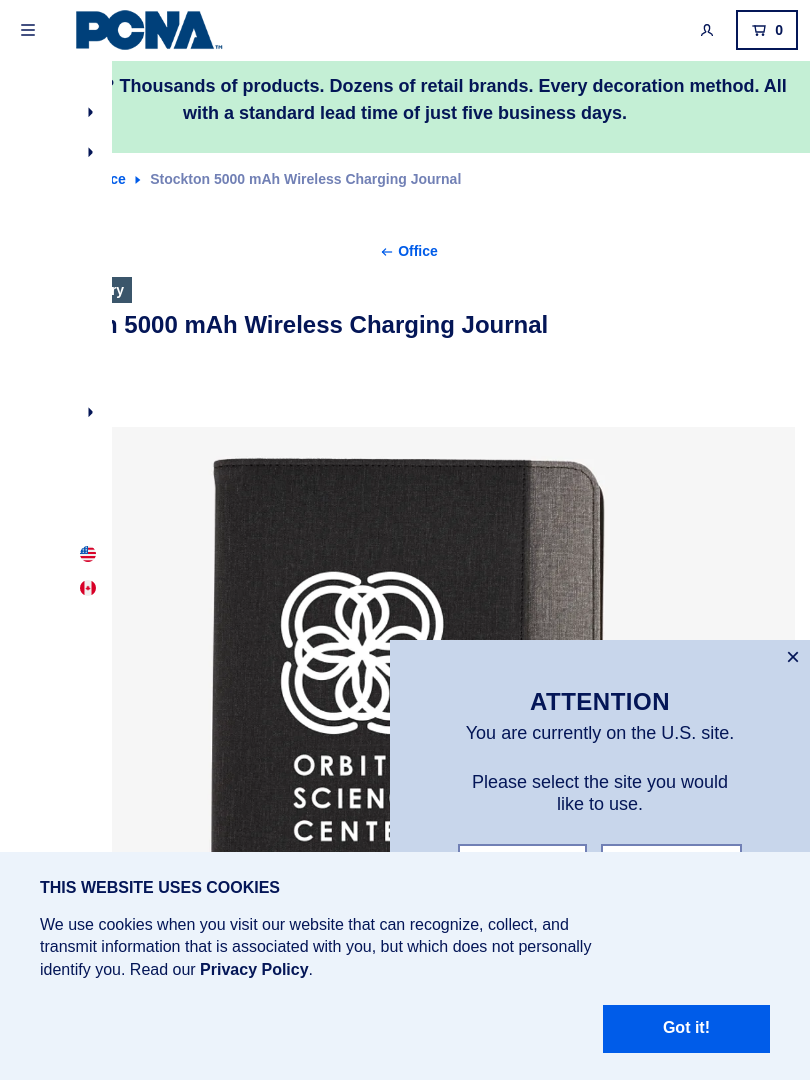 PCNA™
0
? Thousands of products. Dozens of retail brands. Every decoration method. All
with a standard lead time of just five business days.
Stockton 5000 mAh Wireless Charging Journal
← Office
5000 mAh Wireless Charging Journal
ORBIT
SCIEN
CENTE
ATTENTION
You are currently on the U.S. site.
Please select the site you would
like to use.
THIS WEBSITE USES COOKIES
We use cookies when you visit our website that can recognize, collect, and
transmit information that is associated with you, but which does not personally
identify you. Read our Privacy Policy.
Got it!